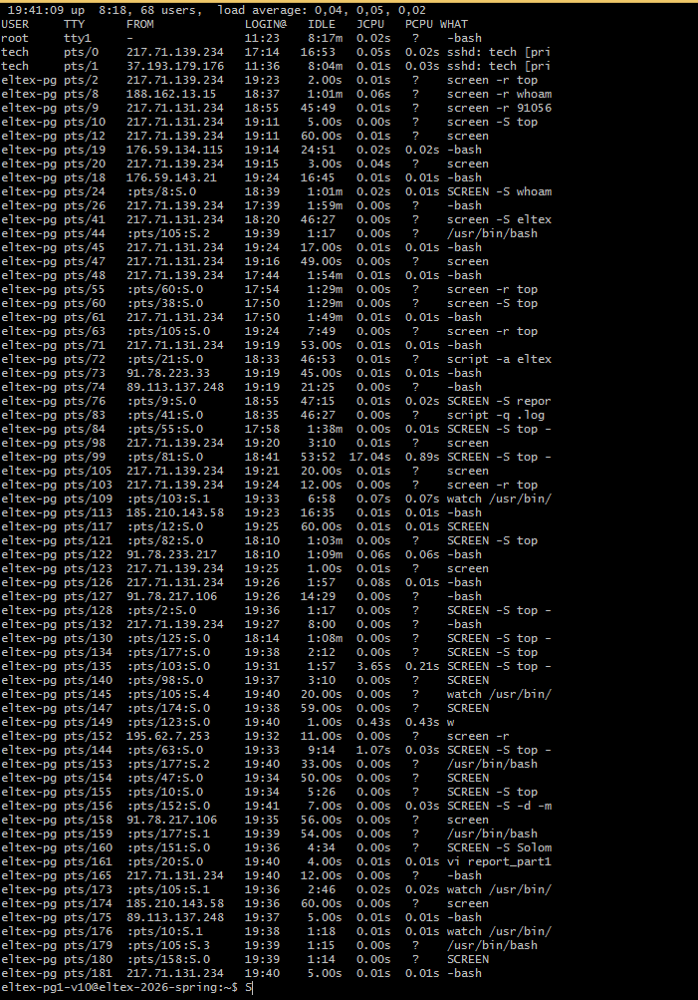 19:41:09 up  8:18, 68 users,  load average: 0,04, 0,05, 0,02
USER     TTY      FROM             LOGIN@   IDLE   JCPU   PCPU WHAT
root     tty1     -                11:23    8:17m  0.02s   ?   -bash
tech     pts/0    217.71.139.234   17:14   16:53   0.05s  0.02s sshd: tech [pri
tech     pts/1    37.193.179.176   11:36    8:04m  0.01s  0.03s sshd: tech [pri
eltex-pg pts/2    217.71.139.234   19:23    2.00s  0.01s   ?   screen -r top
eltex-pg pts/8    188.162.13.15    18:37    1:01m  0.06s   ?   screen -r whoam
eltex-pg pts/9    217.71.131.234   18:55   45:49   0.01s   ?   screen -r 91056
eltex-pg pts/10   217.71.131.234   19:11    5.00s  0.00s   ?   screen -S top
eltex-pg pts/12   217.71.139.234   19:11   60.00s  0.01s   ?   screen
eltex-pg pts/19   176.59.134.115   19:14   24:51   0.02s  0.02s -bash
eltex-pg pts/20   217.71.139.234   19:15    3.00s  0.04s   ?   screen
eltex-pg pts/18   176.59.143.21    19:24   16:45   0.01s  0.01s -bash
eltex-pg pts/24   :pts/8:S.0       18:39    1:01m  0.02s  0.01s SCREEN -S whoam
eltex-pg pts/26   217.71.139.234   17:39    1:59m  0.00s   ?   -bash
eltex-pg pts/41   217.71.131.234   18:20   46:27   0.01s   ?   screen -S eltex
eltex-pg pts/44   :pts/105:S.2     19:39    1:17   0.00s   ?   /usr/bin/bash
eltex-pg pts/45   217.71.131.234   19:24   17.00s  0.01s  0.01s -bash
eltex-pg pts/47   217.71.131.234   19:16   49.00s  0.01s   ?   screen
eltex-pg pts/48   217.71.139.234   17:44    1:54m  0.01s   ?   -bash
eltex-pg pts/55   :pts/60:S.0      17:54    1:29m  0.01s   ?   screen -r top
eltex-pg pts/60   :pts/38:S.0      17:50    1:29m  0.00s   ?   screen -S top
eltex-pg pts/61   217.71.131.234   17:50    1:49m  0.01s  0.01s -bash
eltex-pg pts/63   :pts/105:S.0     19:24    7:49   0.00s   ?   screen -r top
eltex-pg pts/71   217.71.131.234   19:19   53.00s  0.01s   ?   -bash
eltex-pg pts/72   :pts/21:S.0      18:33   46:53   0.01s   ?   script -a eltex
eltex-pg pts/73   91.78.223.33     19:19   45.00s  0.01s   ?   -bash
eltex-pg pts/74   89.113.137.248   19:19   21:25   0.00s   ?   -bash
eltex-pg pts/76   :pts/9:S.0       18:55   47:15   0.01s  0.02s SCREEN -S repor
eltex-pg pts/83   :pts/41:S.0      18:35   46:27   0.00s   ?   script -q .log
eltex-pg pts/84   :pts/55:S.0      17:58    1:38m  0.00s  0.01s SCREEN -S top -
eltex-pg pts/98   217.71.139.234   19:20    3:10   0.01s   ?   screen
eltex-pg pts/99   :pts/81:S.0      18:41   53:52  17.04s  0.89s SCREEN -S top -
eltex-pg pts/105  217.71.139.234   19:21   20.00s  0.01s   ?   screen
eltex-pg pts/103  217.71.139.234   19:24   12.00s  0.00s   ?   screen -r top
eltex-pg pts/109  :pts/103:S.1     19:33    6:58   0.07s  0.07s watch /usr/bin/
eltex-pg pts/113  185.210.143.58   19:23   16:35   0.01s  0.01s -bash
eltex-pg pts/117  :pts/12:S.0      19:25   60.00s  0.01s  0.01s SCREEN
eltex-pg pts/121  :pts/82:S.0      18:10    1:03m  0.00s   ?   SCREEN -S top
eltex-pg pts/122  91.78.233.217    18:10    1:09m  0.06s  0.06s -bash
eltex-pg pts/123  217.71.139.234   19:25    1.00s  0.01s   ?   screen
eltex-pg pts/126  217.71.131.234   19:26    1:57   0.08s  0.01s -bash
eltex-pg pts/127  91.78.217.106    19:26   14:29   0.00s   ?   -bash
eltex-pg pts/128  :pts/2:S.0       19:36    1:17   0.00s   ?   SCREEN -S top -
eltex-pg pts/132  217.71.139.234   19:27    8:00   0.00s   ?   -bash
eltex-pg pts/130  :pts/125:S.0     18:14    1:08m  0.00s   ?   SCREEN -S top -
eltex-pg pts/134  :pts/177:S.0     19:38    2:12   0.00s   ?   SCREEN -S top
eltex-pg pts/135  :pts/103:S.0     19:31    1:57   3.65s  0.21s SCREEN -S top -
eltex-pg pts/140  :pts/98:S.0      19:37    3:10   0.00s   ?   SCREEN
eltex-pg pts/145  :pts/105:S.4     19:40   20.00s  0.00s   ?   watch /usr/bin/
eltex-pg pts/147  :pts/174:S.0     19:38   59.00s  0.00s   ?   SCREEN
eltex-pg pts/149  :pts/123:S.0     19:40    1.00s  0.43s  0.43s w
eltex-pg pts/152  195.62.7.253     19:32   11.00s  0.00s   ?   screen -r
eltex-pg pts/144  :pts/63:S.0      19:33    9:14   1.07s  0.03s SCREEN -S top -
eltex-pg pts/153  :pts/177:S.2     19:40   33.00s  0.00s   ?   /usr/bin/bash
eltex-pg pts/154  :pts/47:S.0      19:34   50.00s  0.00s   ?   SCREEN
eltex-pg pts/155  :pts/10:S.0      19:34    5:26   0.00s   ?   SCREEN -S top
eltex-pg pts/156  :pts/152:S.0     19:41    7.00s  0.00s  0.03s SCREEN -S -d -m
eltex-pg pts/158  91.78.217.106    19:35   56.00s  0.00s   ?   screen
eltex-pg pts/159  :pts/177:S.1     19:39   54.00s  0.00s   ?   /usr/bin/bash
eltex-pg pts/160  :pts/151:S.0     19:36    4:34   0.00s   ?   SCREEN -S Solom
eltex-pg pts/161  :pts/20:S.0      19:40    4.00s  0.01s  0.01s vi report_part1
eltex-pg pts/165  217.71.131.234   19:40   12.00s  0.00s   ?   -bash
eltex-pg pts/173  :pts/105:S.1     19:36    2:46   0.02s  0.02s watch /usr/bin/
eltex-pg pts/174  185.210.143.58   19:36   60.00s  0.00s   ?   screen
eltex-pg pts/175  89.113.137.248   19:37    5.00s  0.01s  0.01s -bash
eltex-pg pts/176  :pts/10:S.1      19:38    1:18   0.01s  0.01s watch /usr/bin/
eltex-pg pts/179  :pts/105:S.3     19:39    1:15   0.00s   ?   /usr/bin/bash
eltex-pg pts/180  :pts/158:S.0     19:39    1:14   0.00s   ?   SCREEN
eltex-pg pts/181  217.71.131.234   19:40    5.00s  0.01s  0.01s -bash
eltex-pg1-v10@eltex-2026-spring:~$ S